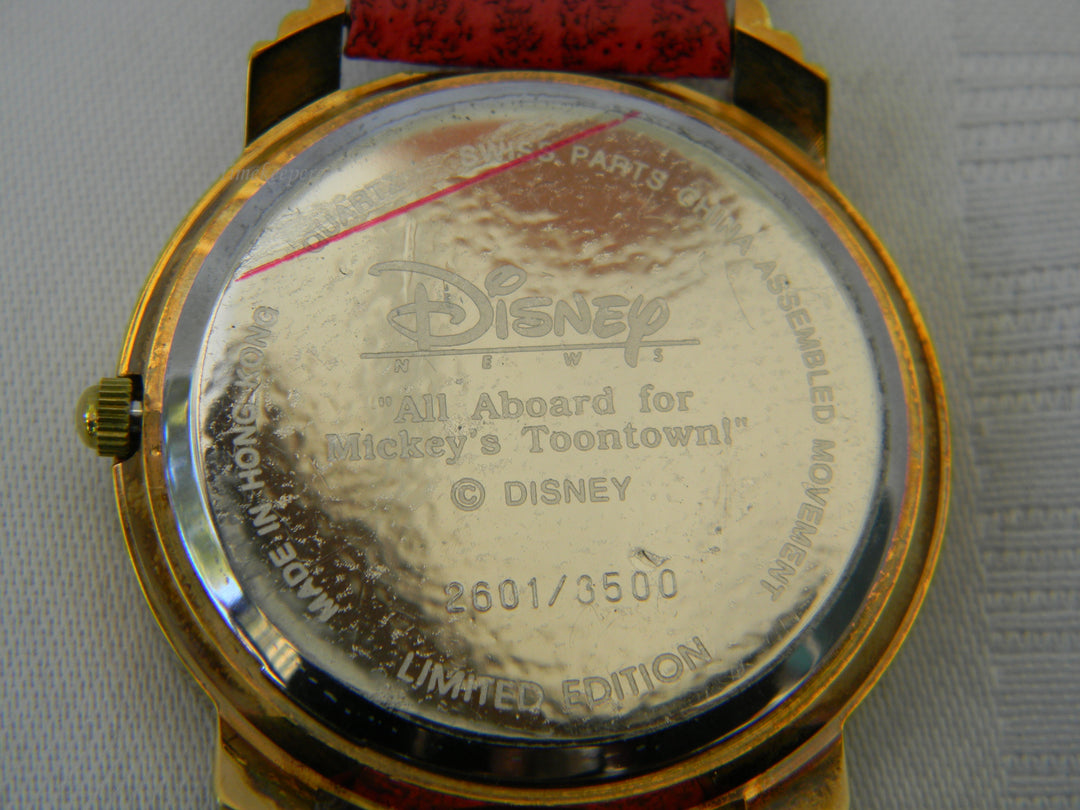 QUARTZ SWISS PARTS CHINA ASSEMBLED MOVEMENT
Disney
NEWS
"All Aboard for
Mickey's Toontown!"
© DISNEY
2601/3500
LIMITED EDITION
MADE IN HONG KONG